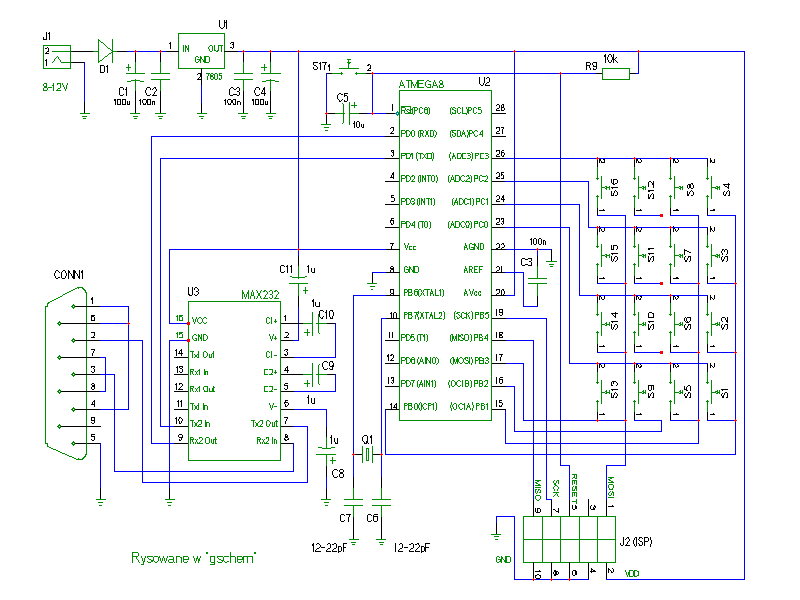 J1
2
1
8-12V
D1
C1
100u
C2
100n
U1
1 IN OUT 3
GND
7805
2
C3
100n
C4
100u
S17
1 2
C5
10u
R9
10k
ATMEGA8
U2
1 RS(PC6) (SCL)PC5 28
2 PD0 (RXD) (SDA)PC4 27
3 PD1 (TXD) (ADC3) PC3 26
4 PD2 (INT0) (ADC2) PC2 25
5 PD3 (INT1) (ADC1) PC1 24
6 PD4 (T0) (ADC0) PC0 23
7 Vcc AGND 22
8 GND AREF 21
9 PB6(XTAL1) AVcc 20
10 PB7(XTAL2) (SCK) PB5 19
11 PD5 (T1) (MISO) PB4 18
12 PD6 (AIN0) (MOSI) PB3 17
13 PD7 (AIN1) (OC1B) PB2 16
14 PB0(ICP1) (OC1A) PB1 15
100n
C3
S16 S12 S8 S4
S15 S11 S7 S3
S14 S10 S6 S2
S13 S9 S5 S1
CONN1
1
6
2
7
3
8
4
9
5
U3
MAX232
16 VCC C1+ 1
15 GND V+ 2
14 Tx1 Out C1- 3
13 Rx1 In C2+ 4
12 Rx1 Out C2- 5
11 Tx1 In V- 6
10 Tx2 In Tx2 Out 7
9 Rx2 Out Rx2 In 8
C11
1u
1u
C10
C9
1u
1u
C8
Q1
C7
C6
12-22pF
12-22pF
MISO
SCK
RESET
MOSI
9 7 5 3 1
J2 (ISP)
GND
10 8 6 4 2
VDD
Rysowane w "gschem"